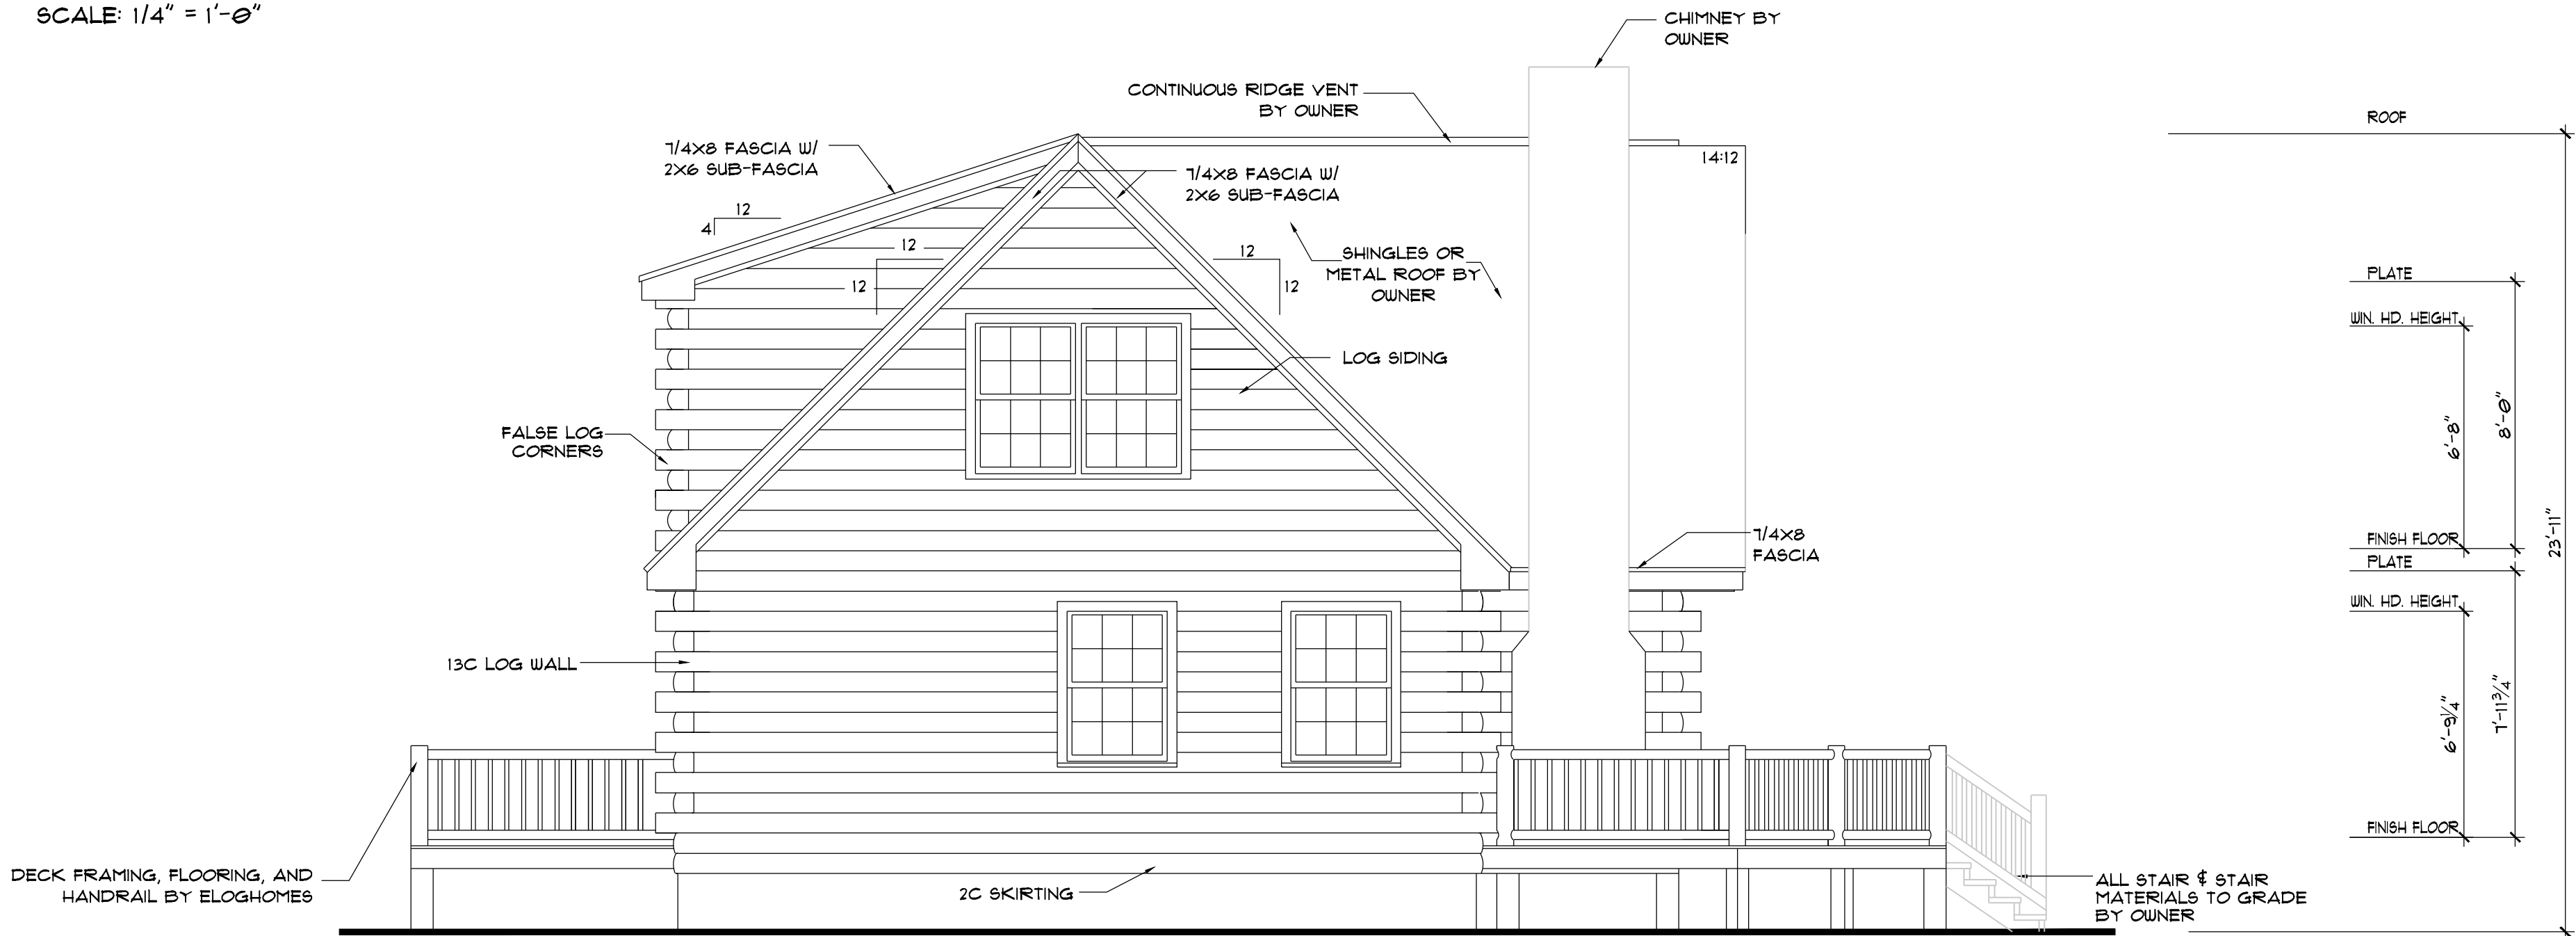 SCALE: 1/4" = 1'-0"
CHIMNEY BY
OWNER
CONTINUOUS RIDGE VENT
BY OWNER
ROOF
7/4X8 FASCIA W/
2X6 SUB-FASCIA
14:12
7/4X8 FASCIA W/
2X6 SUB-FASCIA
12
4
12
12
12
12
SHINGLES OR
METAL ROOF BY
OWNER
PLATE
WIN. HD. HEIGHT
LOG SIDING
6'-8"
8'-0"
FALSE LOG
CORNERS
23'-11"
7/4X8
FASCIA
FINISH FLOOR
PLATE
WIN. HD. HEIGHT
13C LOG WALL
6'-9 1/4"
7'-11 3/4"
FINISH FLOOR
DECK FRAMING, FLOORING, AND
HANDRAIL BY ELOGHOMES
2C SKIRTING
ALL STAIR & STAIR
MATERIALS TO GRADE
BY OWNER